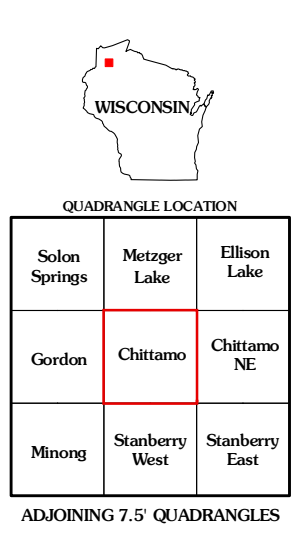 WISCONSIN
QUADRANGLE LOCATION
Solon
Springs
Metzger
Lake
Ellison
Lake
Gordon
Chittamo
Chittamo
NE
Minong
Stanberry
West
Stanberry
East
ADJOINING 7.5' QUADRANGLES